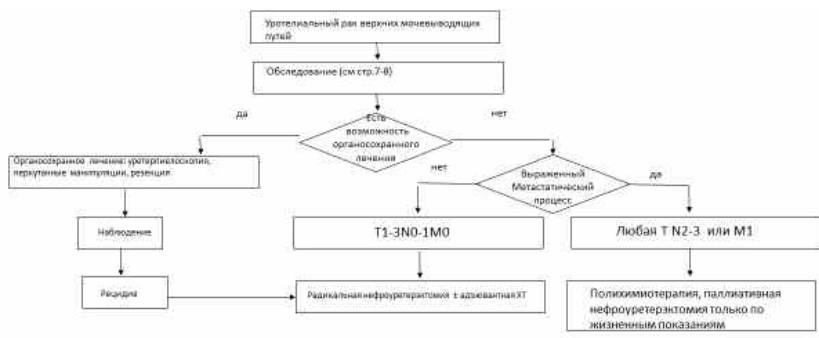 Уротелиальный рак верхних мочевыводящих
путей
Обследование (см стр.7-8)
да
нет
Есть
возможность
органосохранного
лечения
Органосохранное лечение: уретерпиелоскопия,
перкутанные манипуляции, резекция
нет
да
Выраженный
Метастатический
процесс
Наблюдение
T1-3N0-1M0
Любая T N2-3 или M1
Рецидив
Радикальная нефроуретерэктомия ± адъювантная ХТ
Полихимиотерапия, паллиативная
нефроуретерэктомия только по
жизненным показаниям